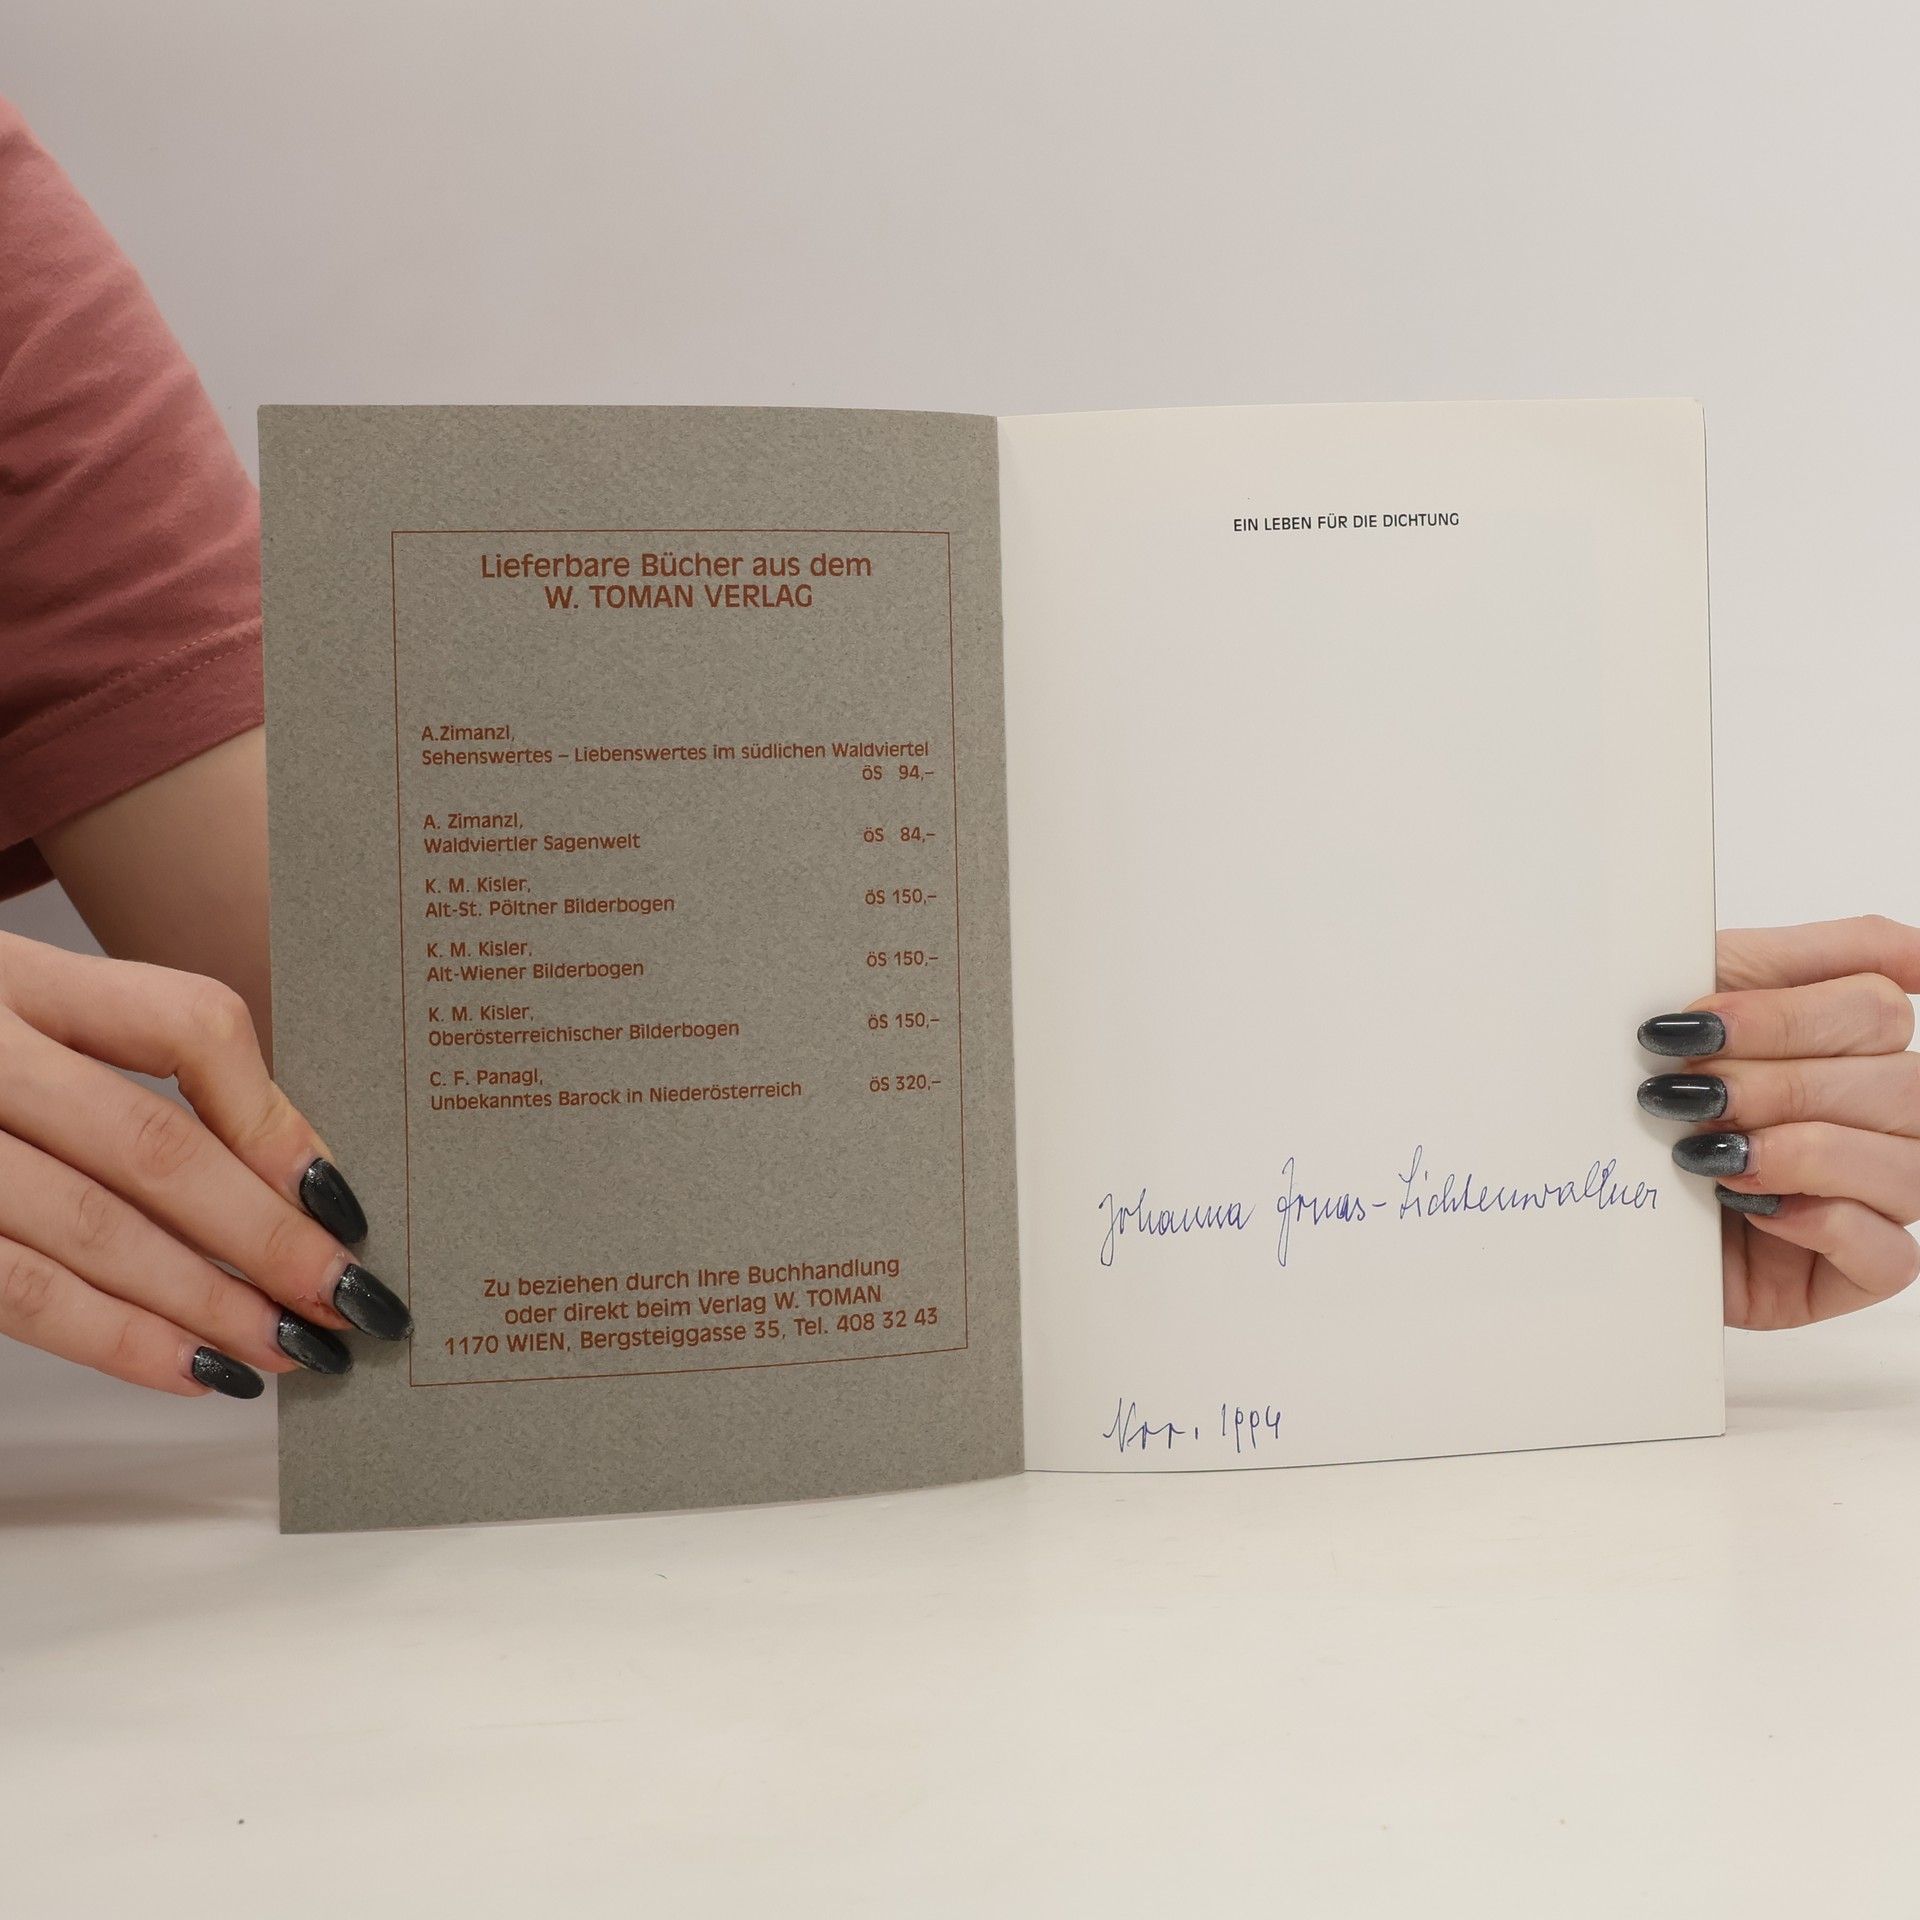 Lieferbare Bücher aus dem
W. TOMAN VERLAG
A.Zimanzl,
Sehenswertes – Liebenswertes im südlichen Waldviertel
öS 94,–
A. Zimanzl,
Waldviertler Sagenwelt öS 84,–
K. M. Kisler,
Alt-St. Pöltner Bilderbogen öS 150,–
K. M. Kisler,
Alt-Wiener Bilderbogen öS 150,–
K. M. Kisler,
Oberösterreichischer Bilderbogen öS 150,–
C. F. Panagl,
Unbekanntes Barock in Niederösterreich öS 320,–
Zu beziehen durch Ihre Buchhandlung
oder direkt beim Verlag W. TOMAN
1170 WIEN, Bergsteiggasse 35, Tel. 408 32 43
EIN LEBEN FÜR DIE DICHTUNG
Johanna Jonas-Lichtenwallner
Nov. 1994